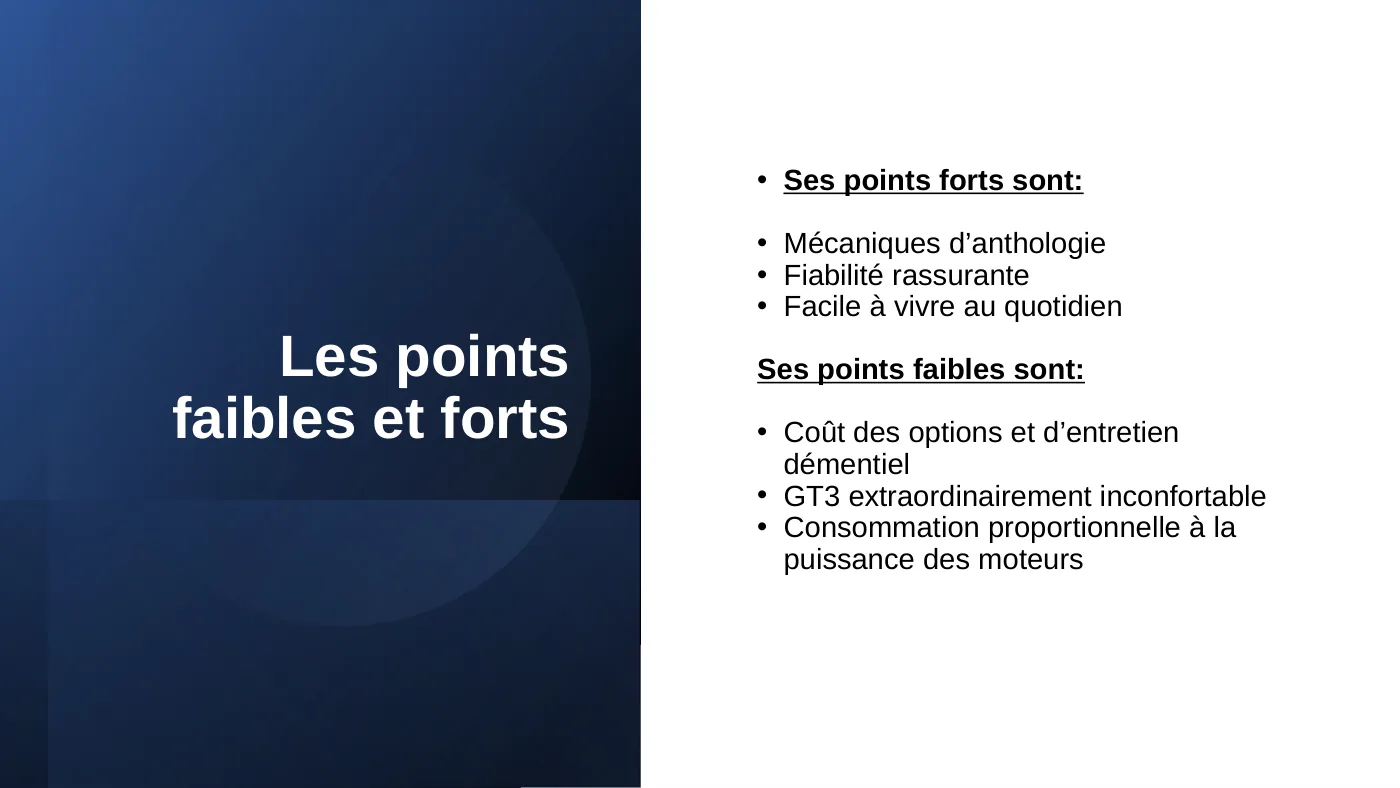 Les points
faibles et forts
• Ses points forts sont:
• Mécaniques d’anthologie
• Fiabilité rassurante
• Facile à vivre au quotidien
Ses points faibles sont:
• Coût des options et d’entretien
démentiel
• GT3 extraordinairement inconfortable
• Consommation proportionnelle à la
puissance des moteurs